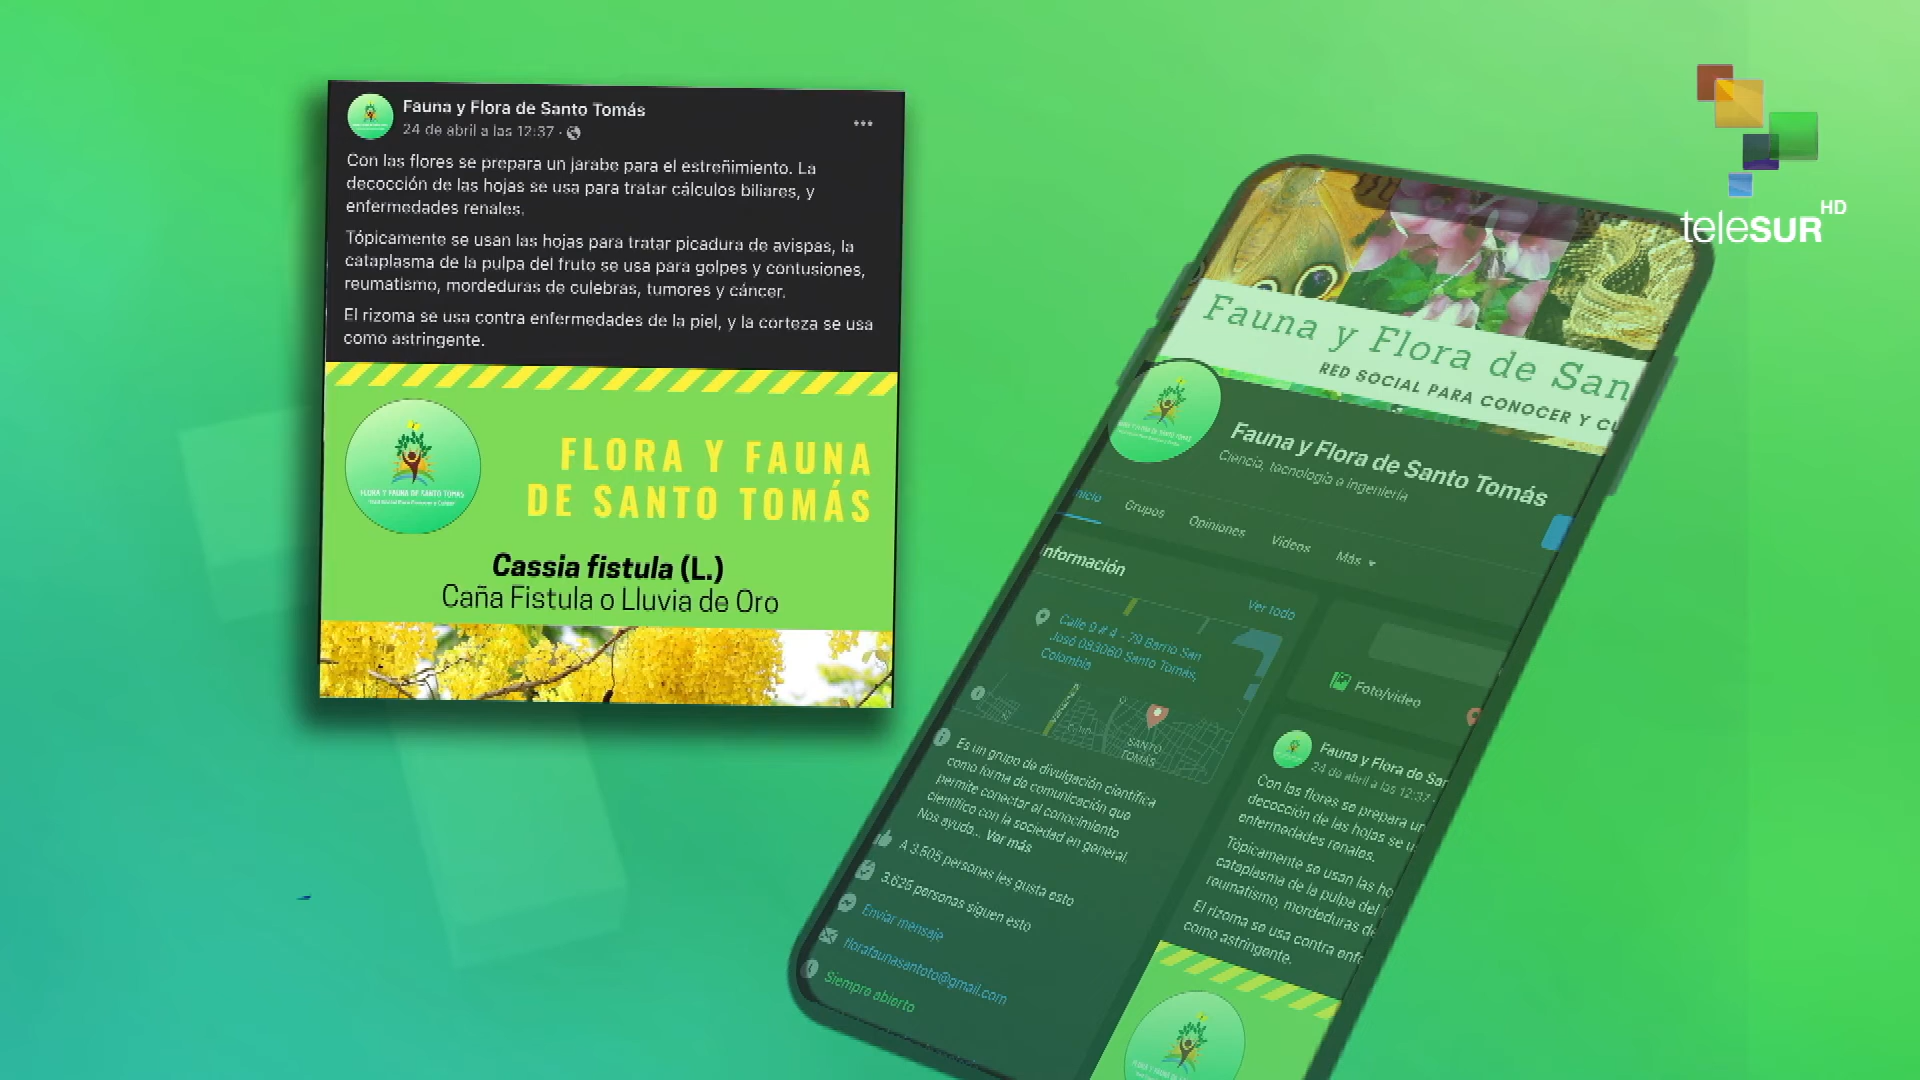 Fauna y Flora de Santo Tomás
24 de abril a las 12:37 ·
Con las flores se prepara un jarabe para el estreñimiento. La
decocción de las hojas se usa para tratar cálculos biliares, y
enfermedades renales.
Tópicamente se usan las hojas para tratar picadura de avispas, la
cataplasma de la pulpa del fruto se usa para golpes y contusiones,
reumatismo, mordeduras de culebras, tumores y cáncer.
El rizoma se usa contra enfermedades de la piel, y la corteza se usa
como astringente.
FLORA Y FAUNA DE SANTO TOMÁS
FLORA Y FAUNA
DE SANTO TOMÁS
Cassia fistula (L.)
Caña Fistula o Lluvia de Oro
teleSUR HD
Fauna y Flora de San
RED SOCIAL PARA CONOCER Y CU
Fauna y Flora de Santo Tomás
Ciencia, tecnología e ingeniería
Inicio
Grupos
Opiniones
Videos
Más
Información
Ver todo
Calle 9 # 4 - 79 Barrio San
José 083060 Santo Tomás,
Colombia
SANTO
TOMÁS
Es un grupo de divulgación científica
como forma de comunicación que
permite conectar el conocimiento
científico con la sociedad en general.
Nos ayuda... Ver más
A 3.505 personas les gusta esto
3.625 personas siguen esto
Enviar mensaje
florafaunasantoto@gmail.com
Siempre abierto
Foto/video
Fauna y Flora de San
24 de abril a las 12:37 ·
Con las flores se prepara un
decocción de las hojas se u
enfermedades renales.
Tópicamente se usan las ho
cataplasma de la pulpa del
reumatismo, mordeduras de
El rizoma se usa contra enfe
como astringente.